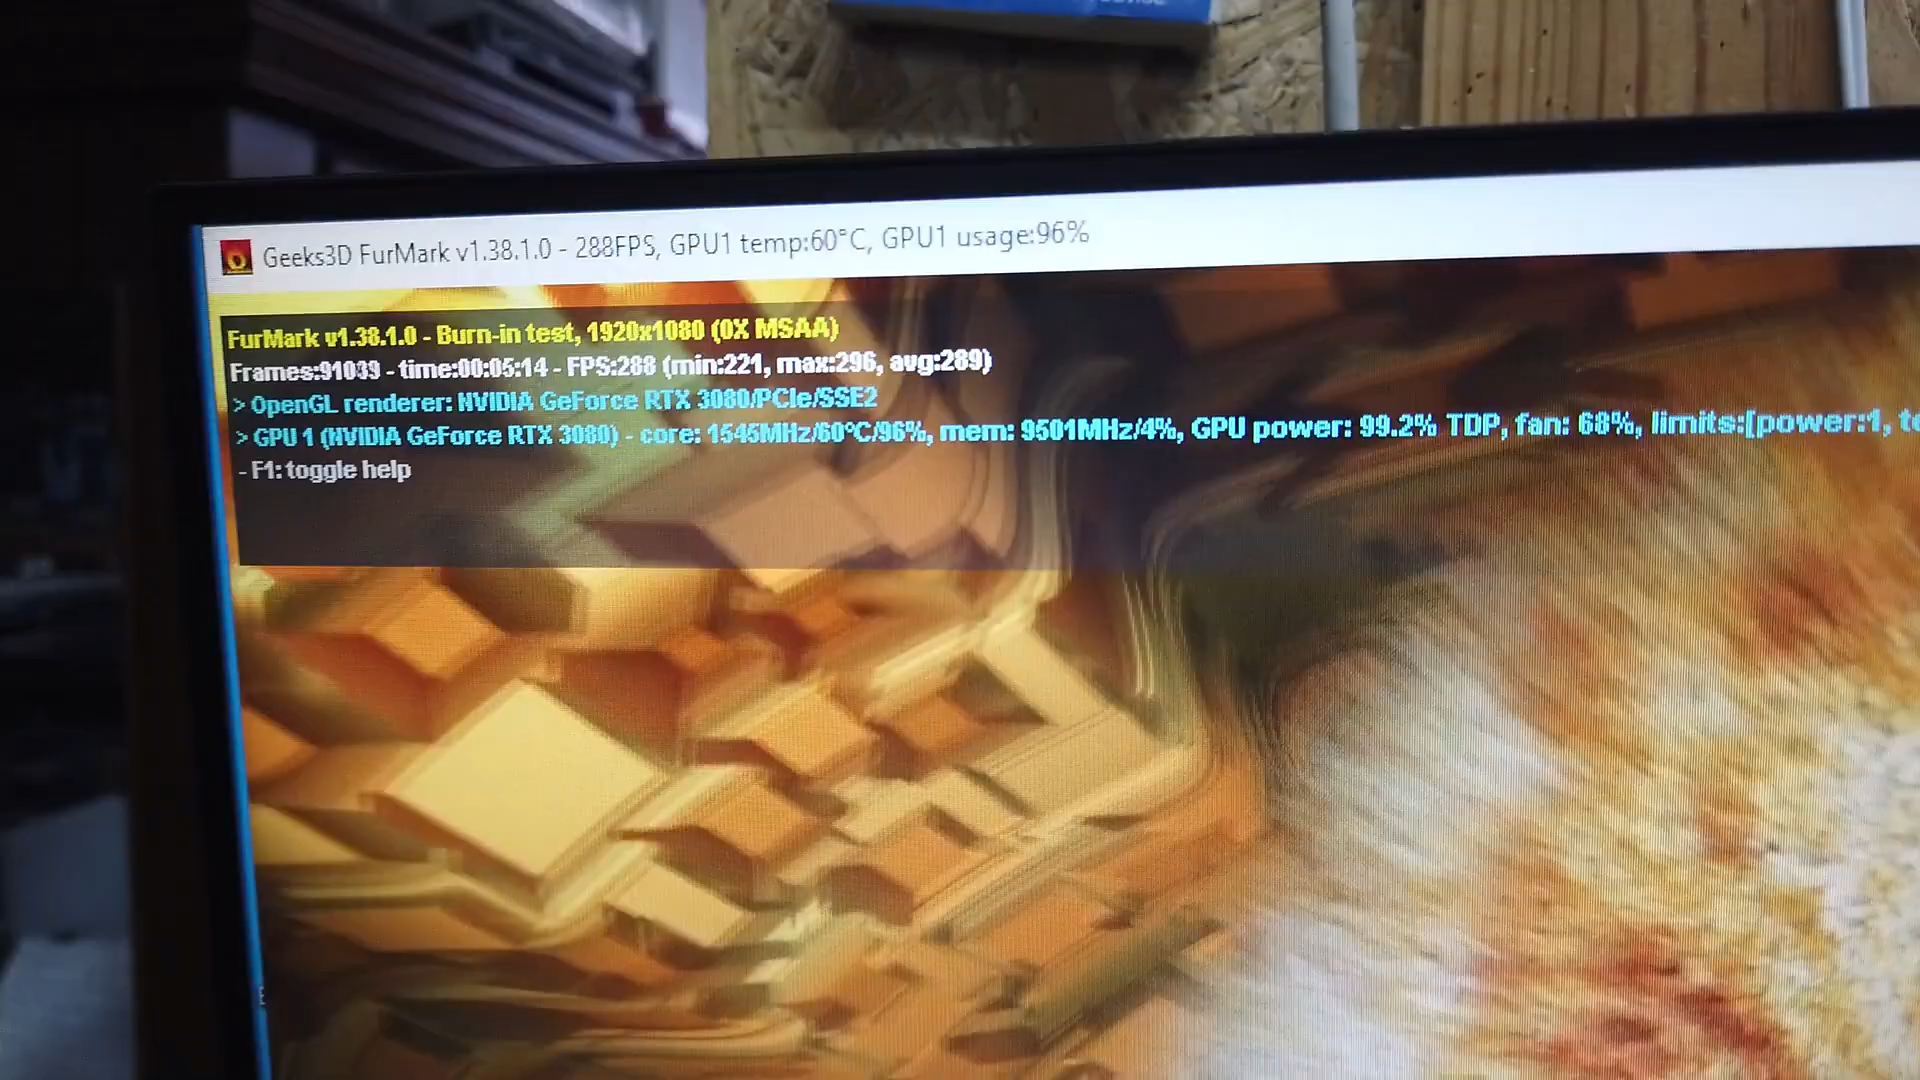 Geeks3D FurMark v1.38.1.0 - 288FPS, GPU1 temp:60°C, GPU1 usage:96%
FurMark v1.38.1.0 - Burn-in test, 1920x1080 (0X MSAA)
Frames:91039 - time:00:05:14 - FPS:288 (min:221, max:296, avg:289)
> OpenGL renderer: NVIDIA GeForce RTX 3080/PCIe/SSE2
> GPU 1 (NVIDIA GeForce RTX 3080) - core: 1545MHz/60°C/96%, mem: 9501MHz/4%, GPU power: 99.2% TDP, fan: 68%, limits:[power:1, te
- F1: toggle help